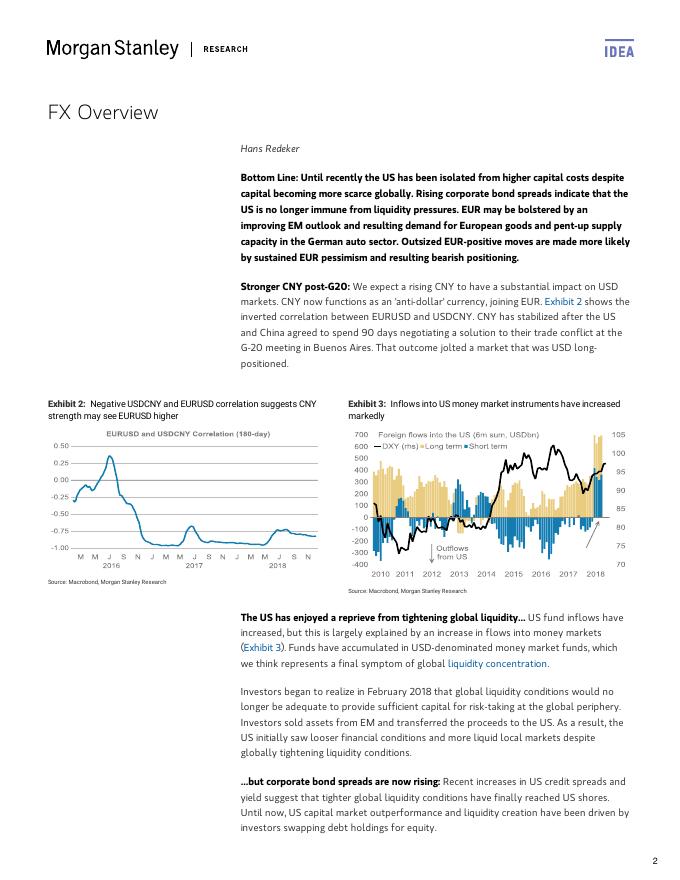 Morgan Stanley | RESEARCH
IDEA
FX Overview
Hans Redeker
Bottom Line: Until recently the US has been isolated from higher capital costs despite
capital becoming more scarce globally. Rising corporate bond spreads indicate that the
US is no longer immune from liquidity pressures. EUR may be bolstered by an
improving EM outlook and resulting demand for European goods and pent-up supply
capacity in the German auto sector. Outsized EUR-positive moves are made more likely
by sustained EUR pessimism and resulting bearish positioning.
Stronger CNY post-G20: We expect a rising CNY to have a substantial impact on USD
markets. CNY now functions as an 'anti-dollar' currency, joining EUR. Exhibit 2 shows the
inverted correlation between EURUSD and USDCNY. CNY has stabilized after the US
and China agreed to spend 90 days negotiating a solution to their trade conflict at the
G-20 meeting in Buenos Aires. That outcome jolted a market that was USD long-
positioned.
Exhibit 2: Negative USDCNY and EURUSD correlation suggests CNY
strength may see EURUSD higher
EURUSD and USDCNY Correlation (180-day)
0.50
0.25
0.00
-0.25
-0.50
-0.75
-1.00
M M J S N J M M J S N J M M J S N
2016 2017 2018
Source: Macrobond, Morgan Stanley Research
Exhibit 3: Inflows into US money market instruments have increased
markedly
Foreign flows into the US (6m sum, USDbn)
DXY (rhs) Long term Short term
700
600
500
400
300
200
100
0
-100
-200
-300
-400
105
100
95
90
85
80
75
70
Outflows
from US
2010 2011 2012 2013 2014 2015 2016 2017 2018
Source: Macrobond, Morgan Stanley Research
The US has enjoyed a reprieve from tightening global liquidity... US fund inflows have
increased, but this is largely explained by an increase in flows into money markets
(Exhibit 3). Funds have accumulated in USD-denominated money market funds, which
we think represents a final symptom of global liquidity concentration.
Investors began to realize in February 2018 that global liquidity conditions would no
longer be adequate to provide sufficient capital for risk-taking at the global periphery.
Investors sold assets from EM and transferred the proceeds to the US. As a result, the
US initially saw looser financial conditions and more liquid local markets despite
globally tightening liquidity conditions.
...but corporate bond spreads are now rising: Recent increases in US credit spreads and
yield suggest that tighter global liquidity conditions have finally reached US shores.
Until now, US capital market outperformance and liquidity creation have been driven by
investors swapping debt holdings for equity.
2